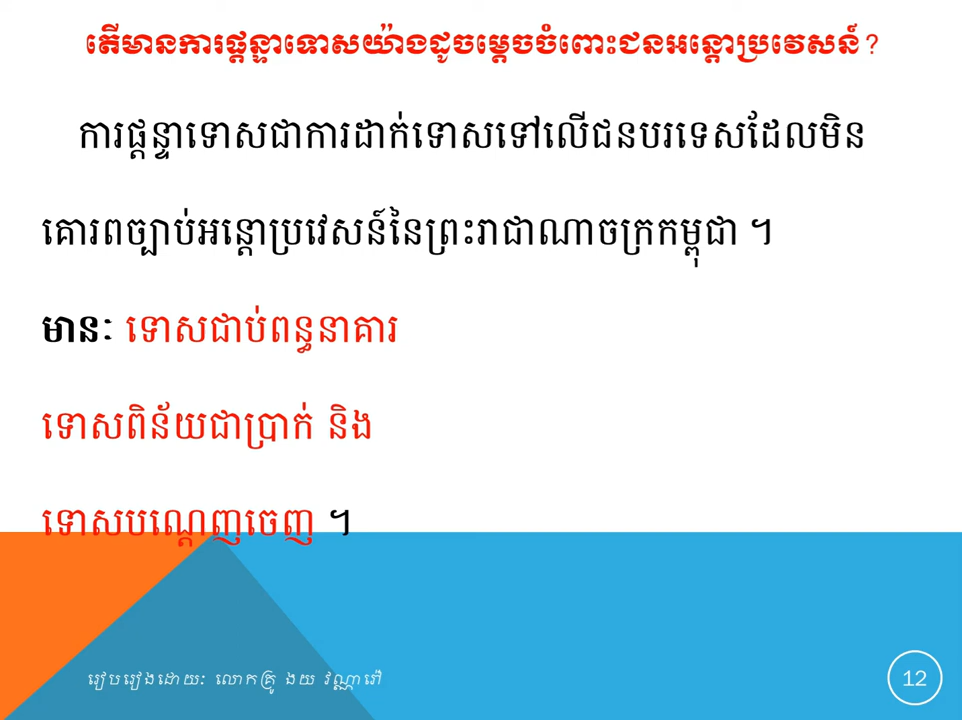 តើមានការផ្តន្ទាទោសយ៉ាងដូចម្តេចចំពោះជនអន្តោប្រវេសន៍?
ការផ្តន្ទាទោសជាការដាក់ទោសទៅលើជនបរទេសដែលមិន
គោរពច្បាប់អន្តោប្រវេសន៍នៃព្រះរាជាណាចក្រកម្ពុជា ។
មានៈ ទោសជាប់ពន្ធនាគារ
ទោសពិន័យជាប្រាក់ និង
ទោសបណ្តេញចេញ ។
រៀបរៀងដោយៈ លោកគ្រូ ងយ វណ្ណារ៉ៅ
12